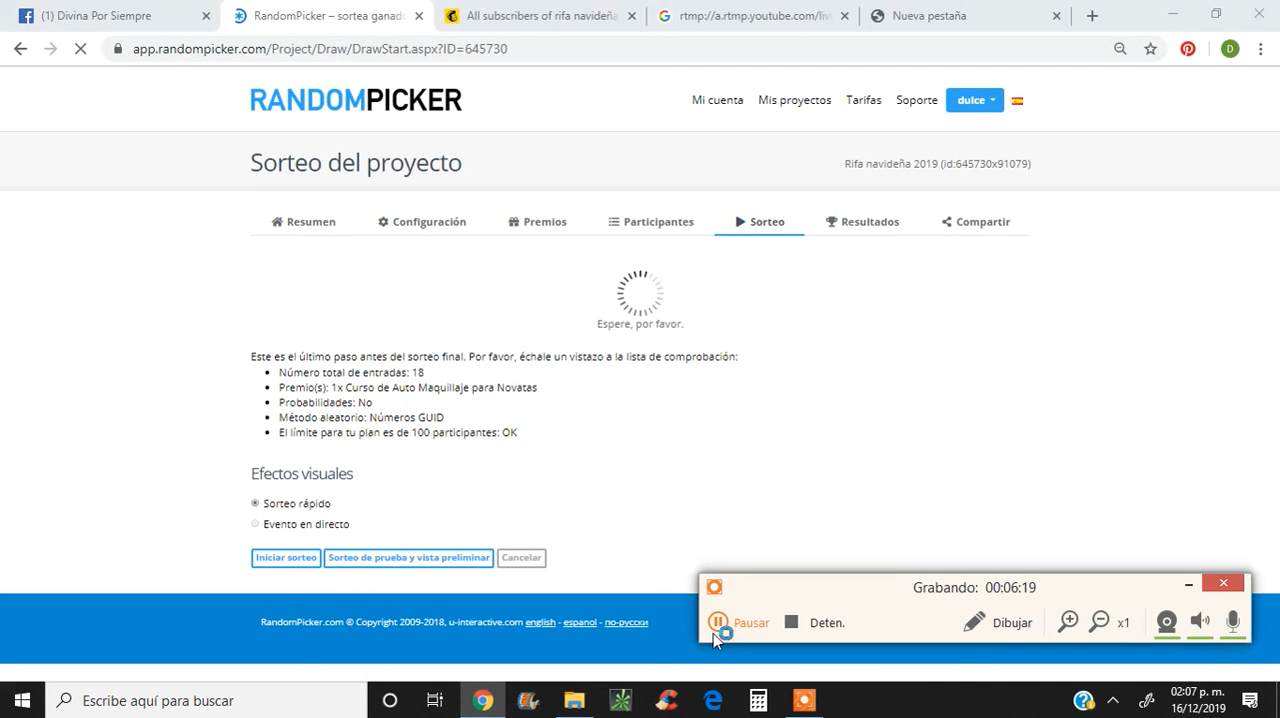 (1) Divina Por Siempre
RandomPicker – sortea ganado
All subscribers of rifa navideña
rtmp://a.rtmp.youtube.com/live
Nueva pestaña
app.randompicker.com/Project/Draw/DrawStart.aspx?ID=645730
D
RANDOMPICKER
Mi cuenta Mis proyectos Tarifas Soporte dulce
Sorteo del proyecto
Rifa navideña 2019 (id:645730x91079)
Resumen Configuración Premios Participantes Sorteo Resultados Compartir
Espere, por favor.
Este es el último paso antes del sorteo final. Por favor, échale un vistazo a la lista de comprobación:
• Número total de entradas: 18
• Premio(s): 1x Curso de Auto Maquillaje para Novatas
• Probabilidades: No
• Método aleatorio: Números GUID
• El límite para tu plan es de 100 participantes: OK
Efectos visuales
Sorteo rápido
Evento en directo
Iniciar sorteo Sorteo de prueba y vista preliminar Cancelar
Grabando: 00:06:19
Pausar Deten. Dibujar x1
RandomPicker.com © Copyright 2009-2018, u-interactive.com english - espanol - по-русски
Escribe aquí para buscar
02:07 p. m.
16/12/2019